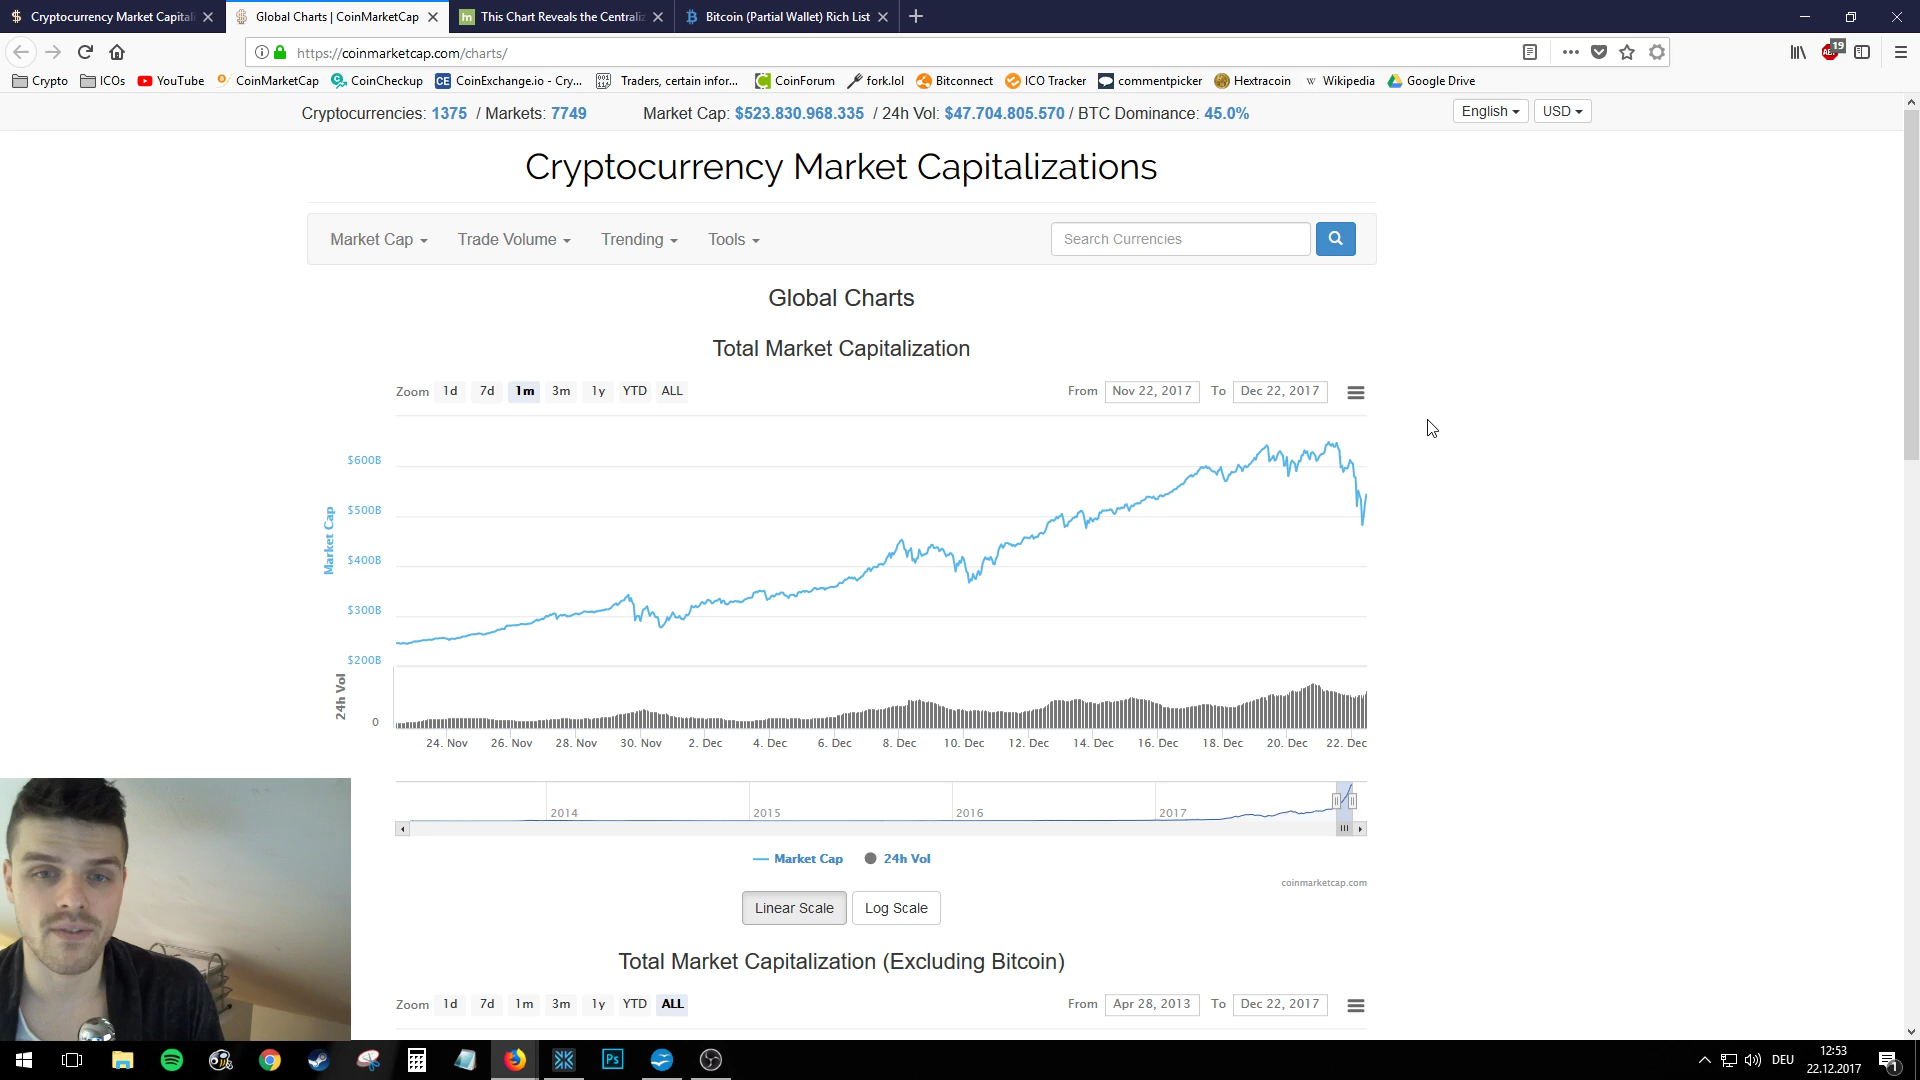 Cryptocurrency Market Capitali
Global Charts | CoinMarketCap
This Chart Reveals the Centraliz
Bitcoin (Partial Wallet) Rich List
https://coinmarketcap.com/charts/
19
Crypto ICOs YouTube CoinMarketCap CoinCheckup CE CoinExchange.io - Cry... Traders, certain infor... CoinForum fork.lol Bitconnect ICO Tracker commentpicker Hextracoin W Wikipedia Google Drive
Cryptocurrencies: 1375 / Markets: 7749 Market Cap: $523.830.968.335 / 24h Vol: $47.704.805.570 / BTC Dominance: 45.0% English USD
Cryptocurrency Market Capitalizations
Market Cap Trade Volume Trending Tools Search Currencies
Global Charts
Total Market Capitalization
Zoom 1d 7d 1m 3m 1y YTD ALL From Nov 22, 2017 To Dec 22, 2017
$600B
$500B
$400B
$300B
$200B
Market Cap
24h Vol
0
24. Nov 26. Nov 28. Nov 30. Nov 2. Dec 4. Dec 6. Dec 8. Dec 10. Dec 12. Dec 14. Dec 16. Dec 18. Dec 20. Dec 22. Dec
2014 2015 2016 2017
Market Cap 24h Vol
coinmarketcap.com
Linear Scale Log Scale
Total Market Capitalization (Excluding Bitcoin)
Zoom 1d 7d 1m 3m 1y YTD ALL From Apr 28, 2013 To Dec 22, 2017
Ps
DEU
12:53
22.12.2017
1